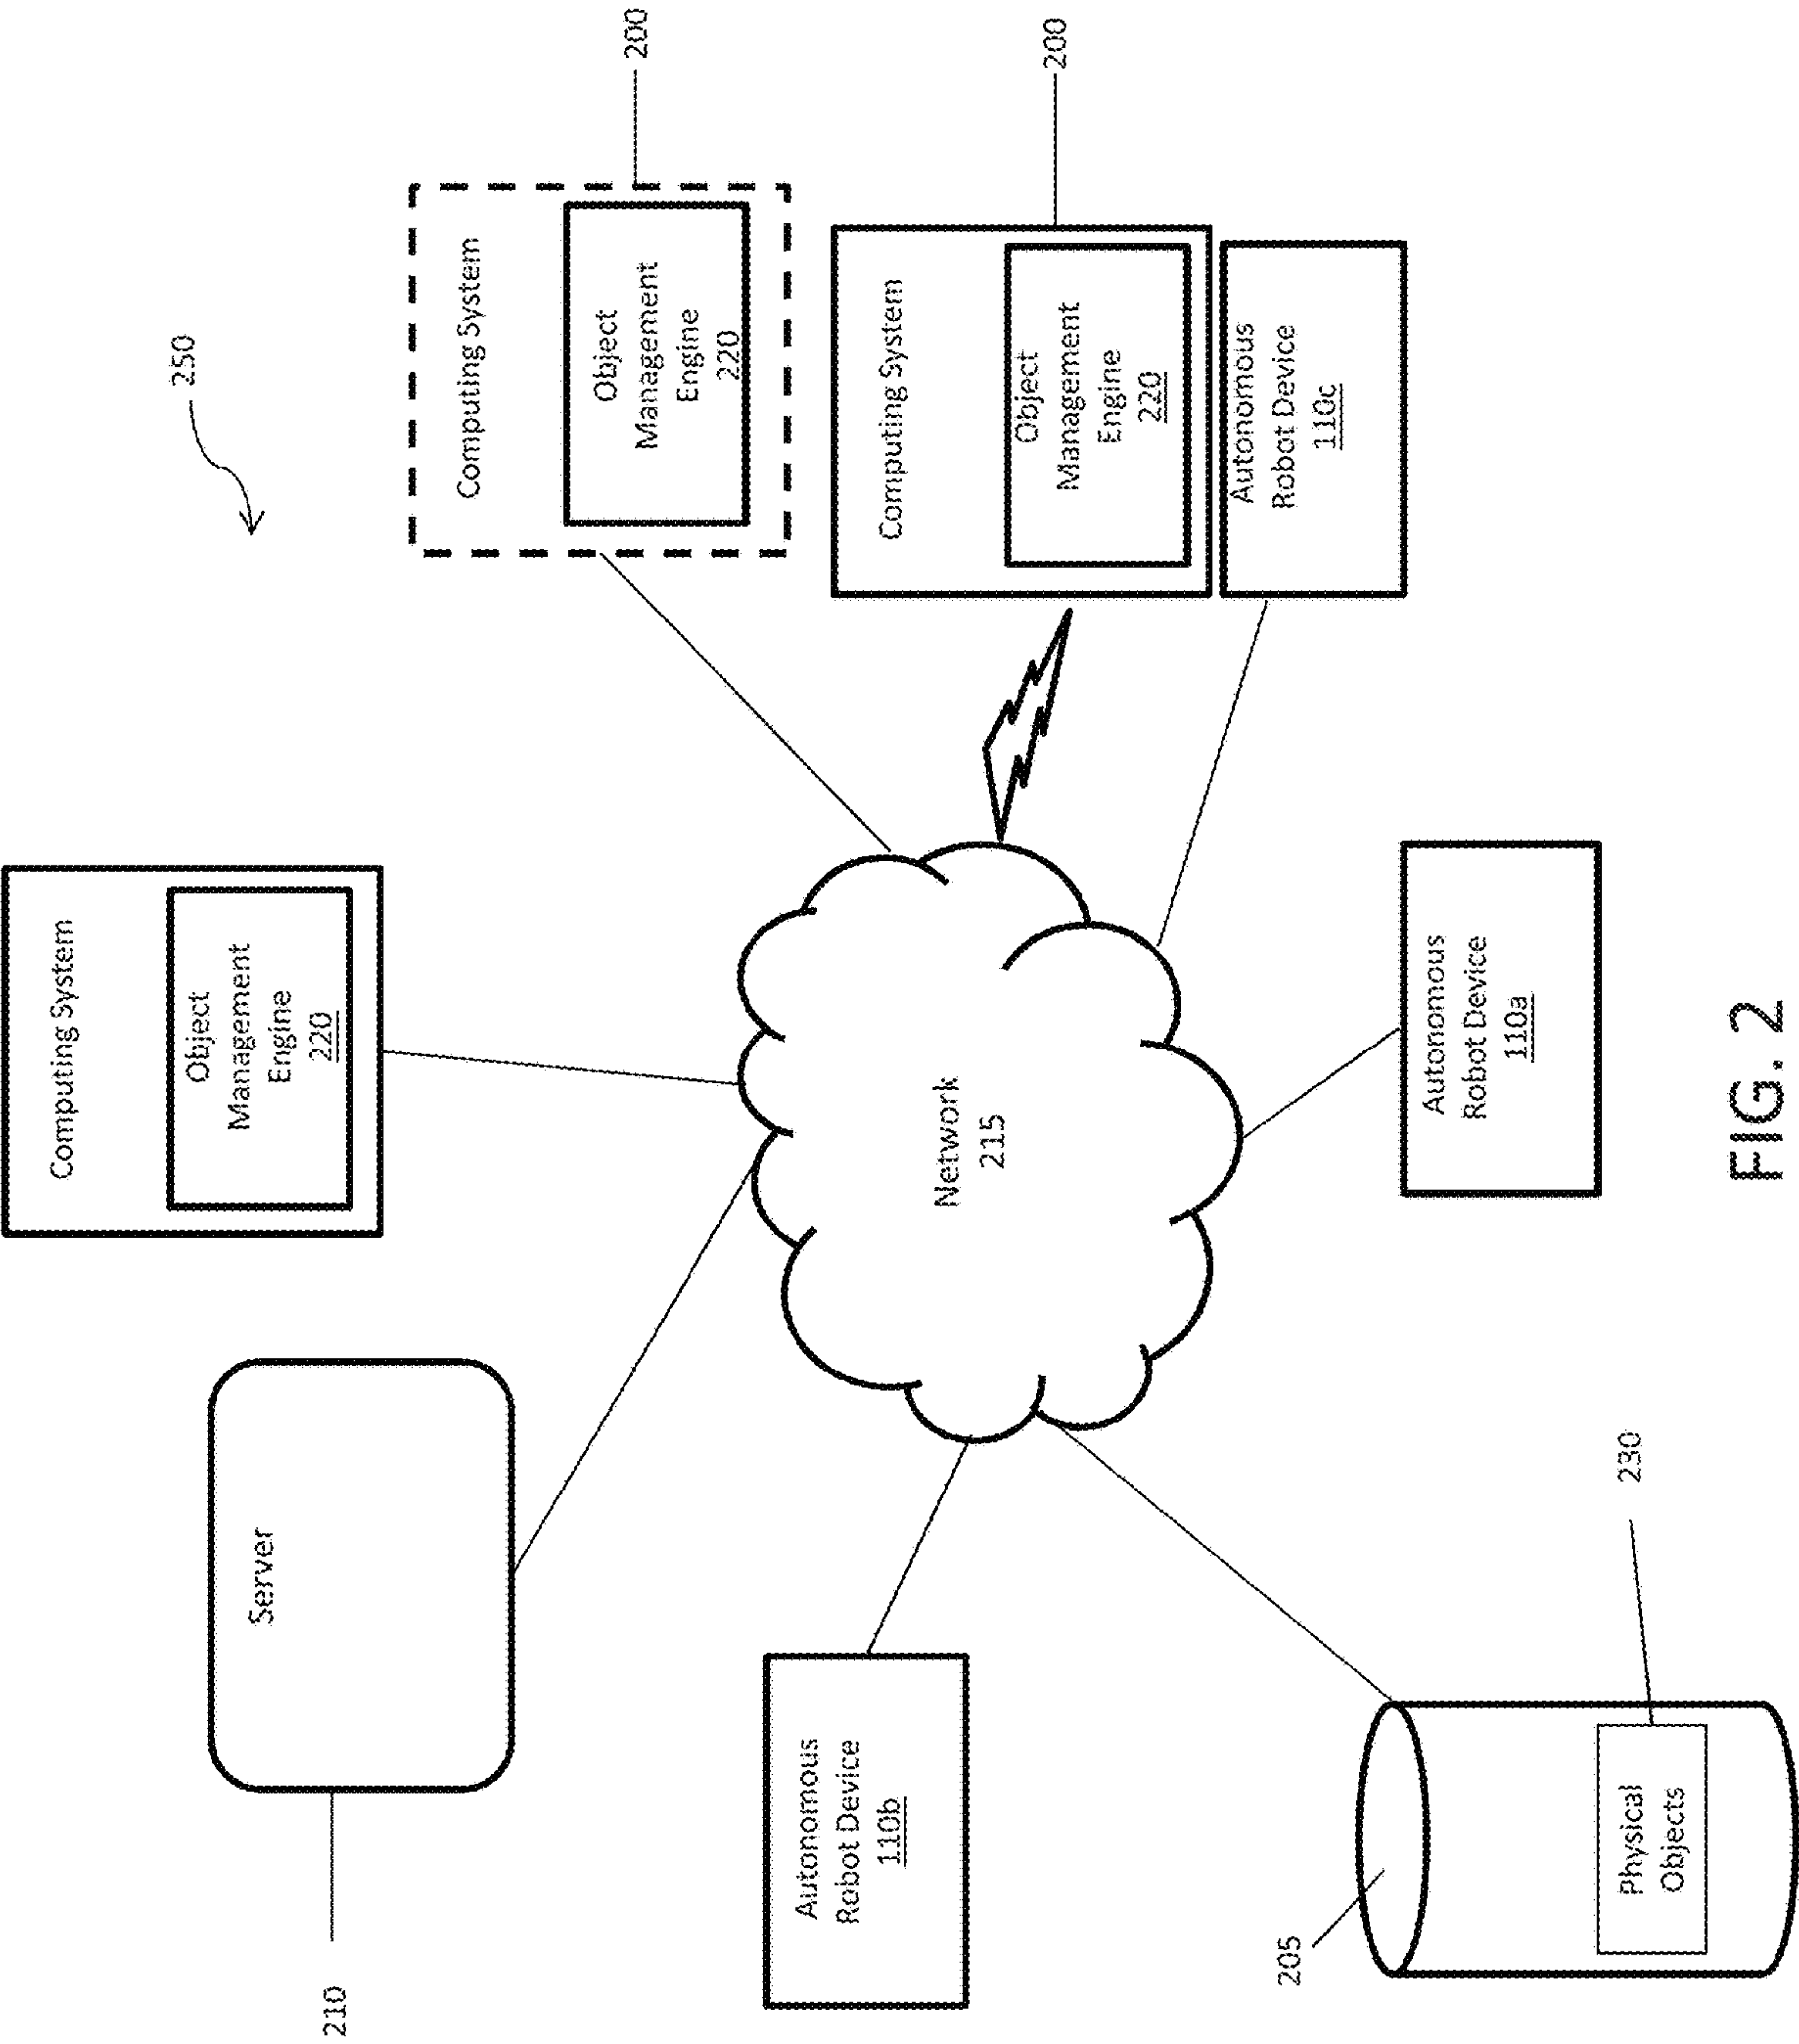 250
210
Server
Computing System
Object
Management
Engine
220
Computing System
Object
Management
Engine
220
200
Computing System
Object
Management
Engine
220
200
Autonomous
Robot Device
110c
Network
215
Autonomous
Robot Device
110b
Autonomous
Robot Device
110a
205
Physical
Objects
230
FIG. 2